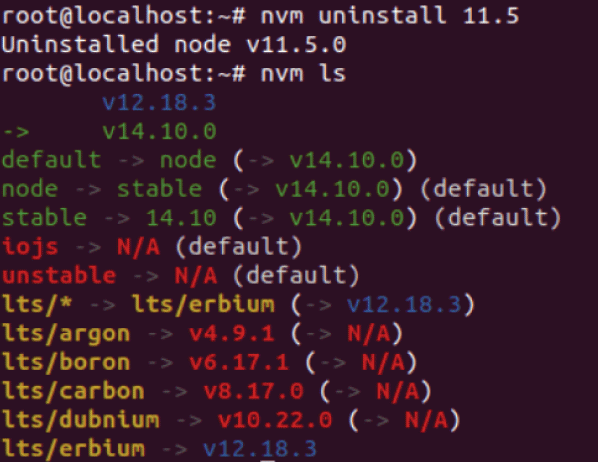 root@localhost:~# nvm uninstall 11.5
Uninstalled node v11.5.0
root@localhost:~# nvm ls
v12.18.3
-> v14.10.0
default -> node (-> v14.10.0)
node -> stable (-> v14.10.0) (default)
stable -> 14.10 (-> v14.10.0) (default)
iojs -> N/A (default)
unstable -> N/A (default)
lts/* -> lts/erbium (-> v12.18.3)
lts/argon -> v4.9.1 (-> N/A)
lts/boron -> v6.17.1 (-> N/A)
lts/carbon -> v8.17.0 (-> N/A)
lts/dubnium -> v10.22.0 (-> N/A)
lts/erbium -> v12.18.3